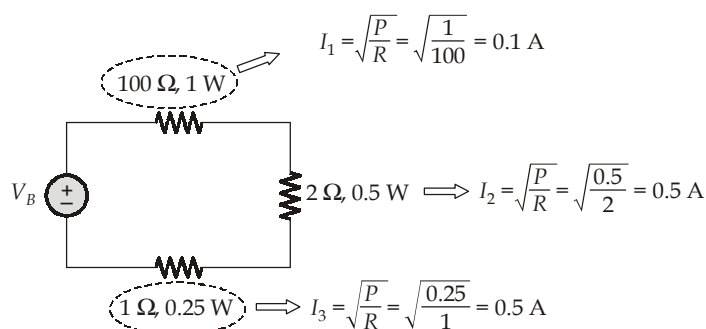 I₁ = √(P/R) = √(1/100) = 0.1 A
100 Ω, 1 W
V_B
+
−
2 Ω, 0.5 W ⇒ I₂ = √(P/R) = √(0.5/2) = 0.5 A
1 Ω, 0.25 W ⇒ I₃ = √(P/R) = √(0.25/1) = 0.5 A